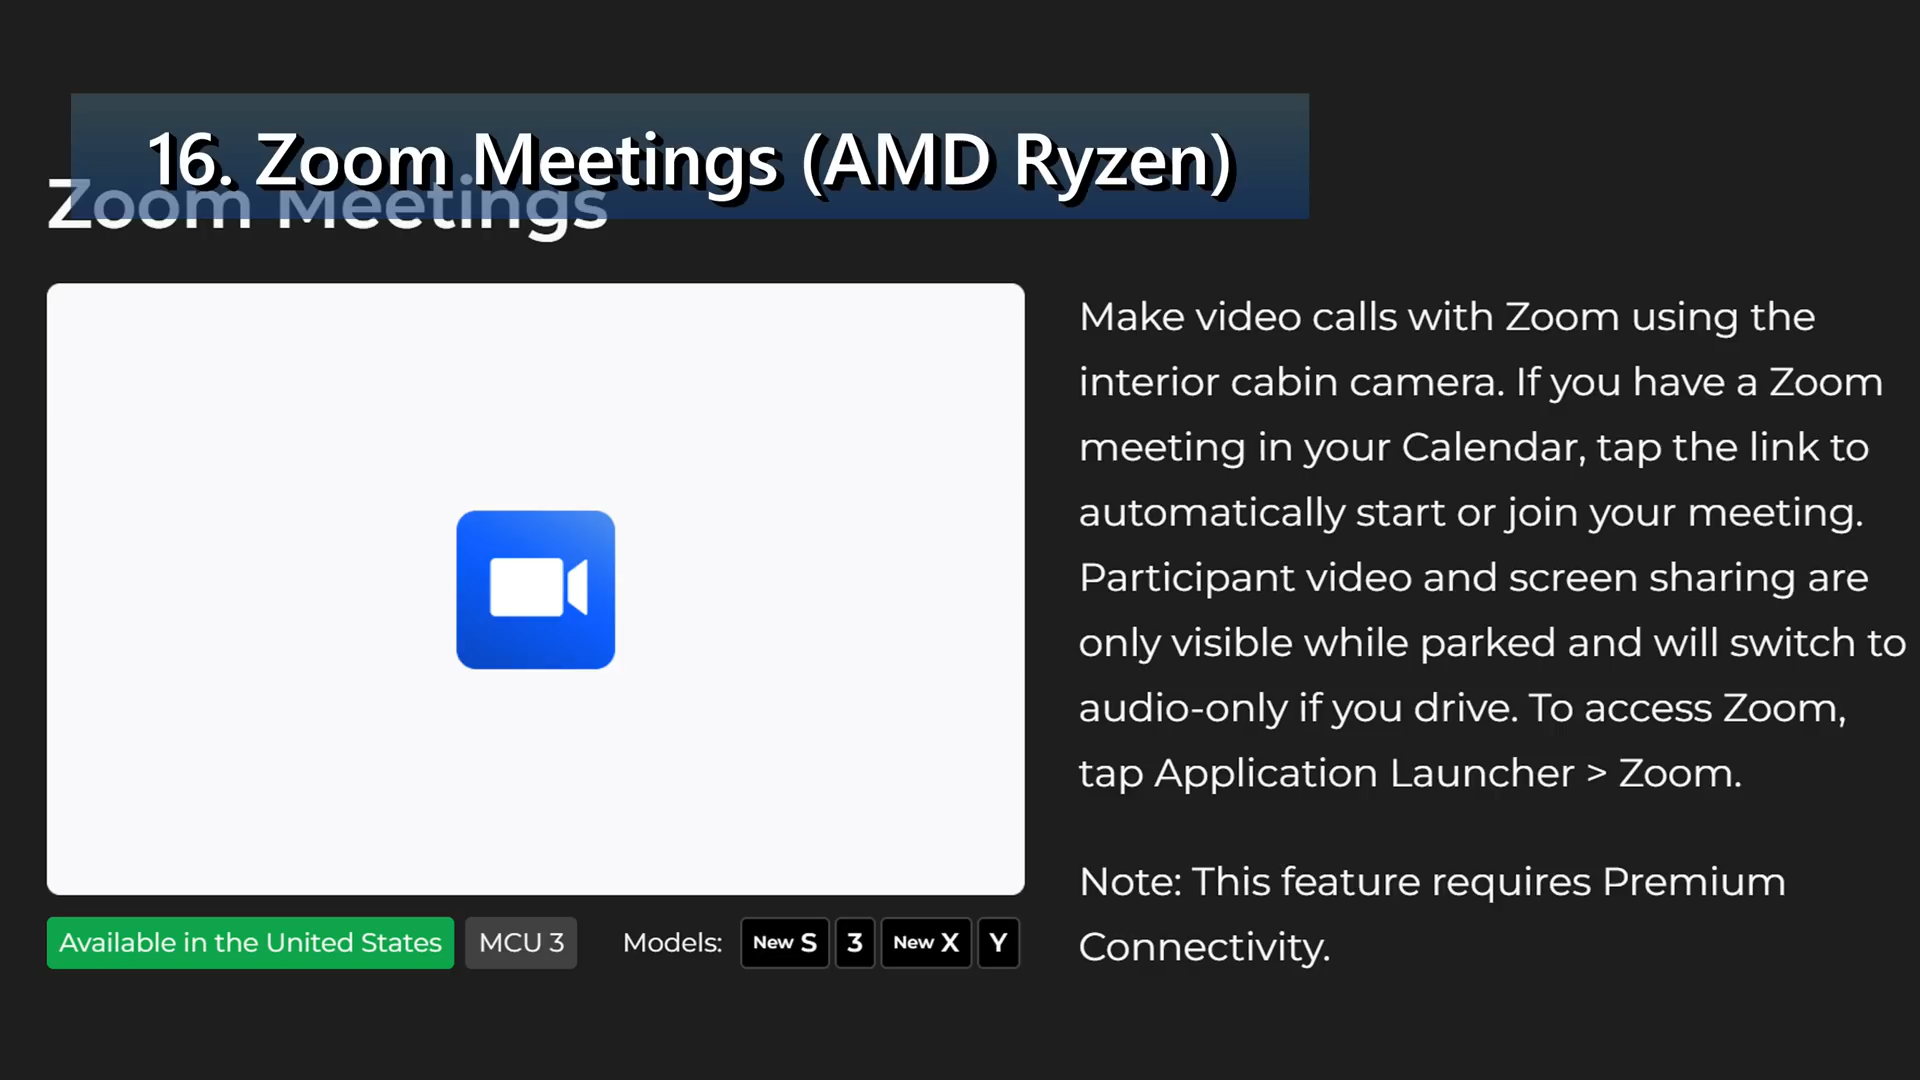 16. Zoom Meetings (AMD Ryzen)
Zoom Meetings
Make video calls with Zoom using the
interior cabin camera. If you have a Zoom
meeting in your Calendar, tap the link to
automatically start or join your meeting.
Participant video and screen sharing are
only visible while parked and will switch to
audio-only if you drive. To access Zoom,
tap Application Launcher > Zoom.
Note: This feature requires Premium
Connectivity.
Available in the United States MCU 3 Models: New S 3 New X Y